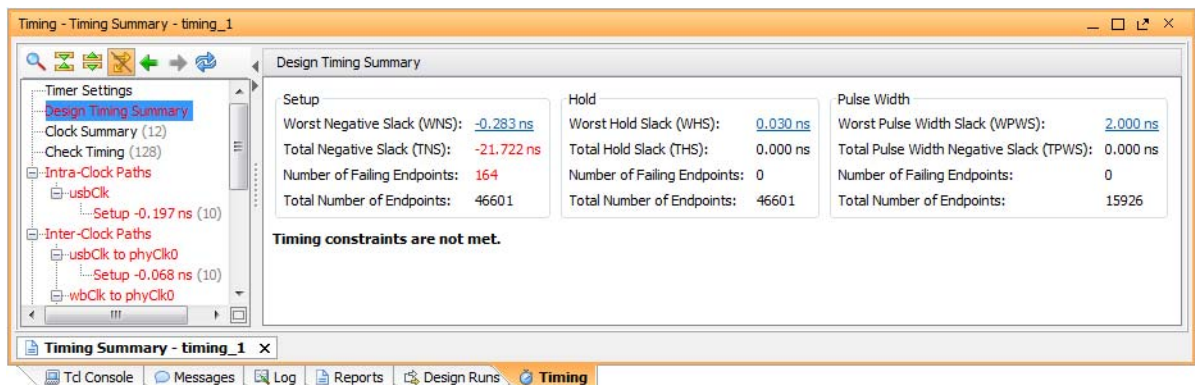 Timing - Timing Summary - timing_1
Design Timing Summary
Timer Settings
Design Timing Summary
Clock Summary (12)
Check Timing (128)
Intra-Clock Paths
usbClk
Setup -0.197 ns (10)
Inter-Clock Paths
usbClk to phyClk0
Setup -0.068 ns (10)
wbClk to phyClk0
Setup
Worst Negative Slack (WNS): -0.283 ns
Total Negative Slack (TNS): -21.722 ns
Number of Failing Endpoints: 164
Total Number of Endpoints: 46601
Hold
Worst Hold Slack (WHS): 0.030 ns
Total Hold Slack (THS): 0.000 ns
Number of Failing Endpoints: 0
Total Number of Endpoints: 46601
Pulse Width
Worst Pulse Width Slack (WPWS): 2.000 ns
Total Pulse Width Negative Slack (TPWS): 0.000 ns
Number of Failing Endpoints: 0
Total Number of Endpoints: 15926
Timing constraints are not met.
Timing Summary - timing_1
Tcl Console Messages Log Reports Design Runs Timing